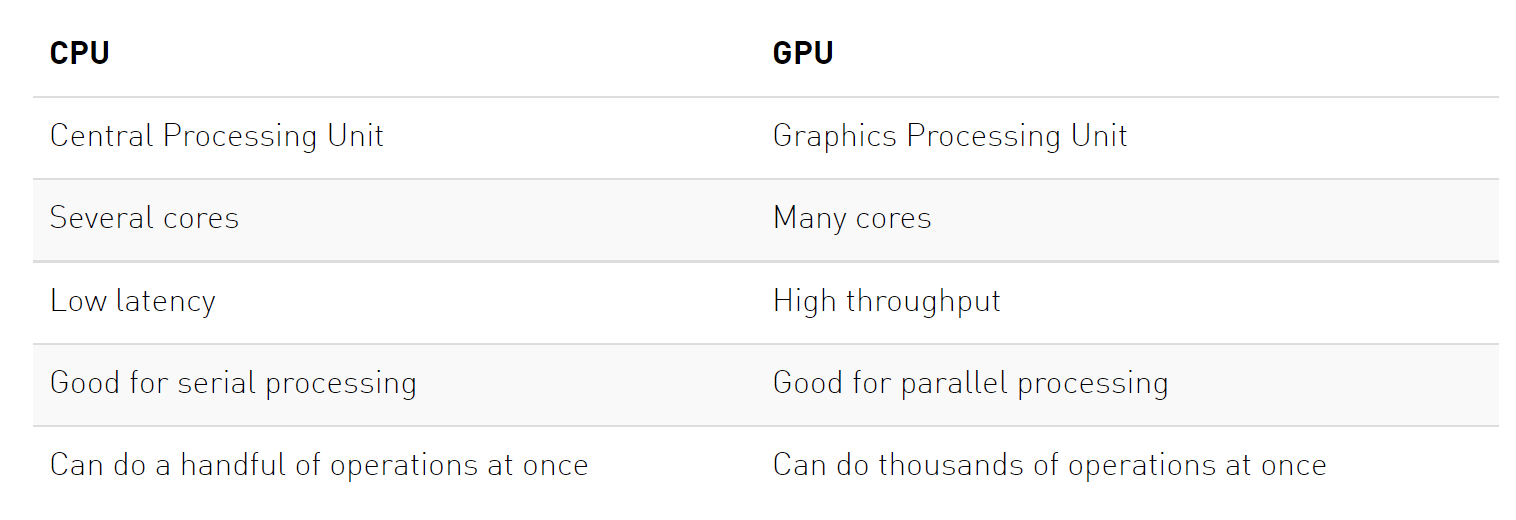 CPU GPU
Central Processing Unit Graphics Processing Unit
Several cores Many cores
Low latency High throughput
Good for serial processing Good for parallel processing
Can do a handful of operations at once Can do thousands of operations at once